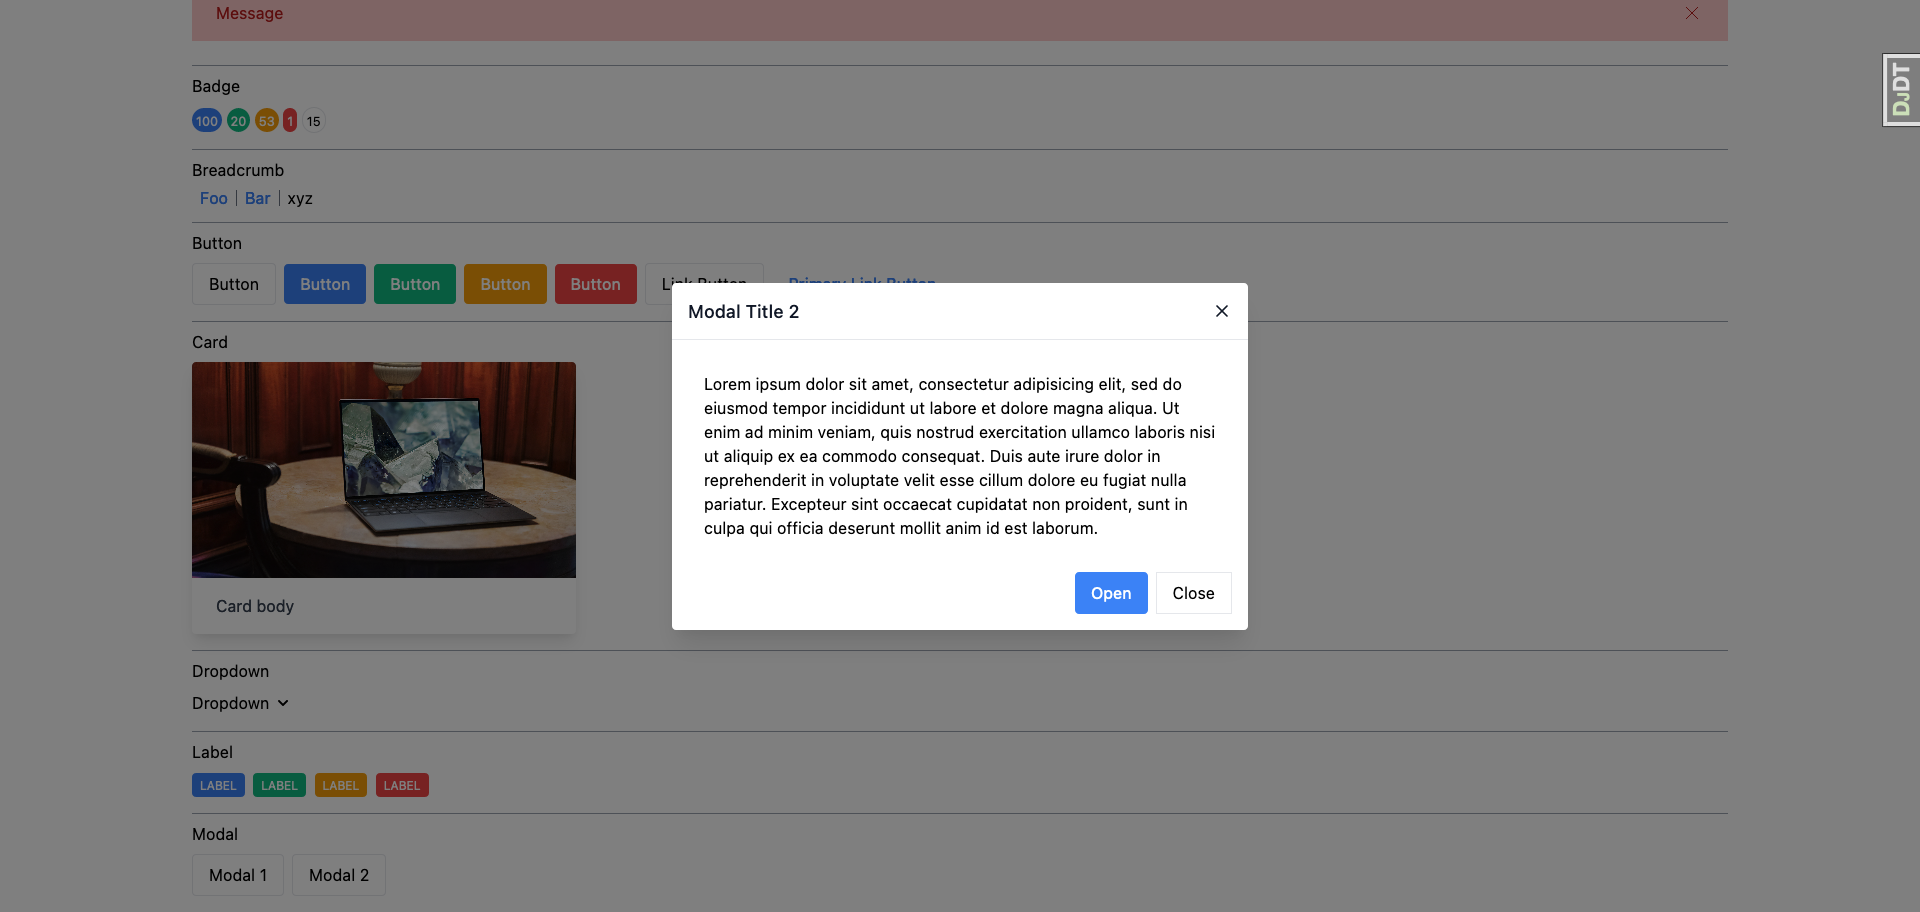 Message
DJDT
Badge
100 20 53 1 15
Breadcrumb
Foo Bar xyz
Button
Button Button Button Button Button Link Button Primary Link Button
Modal Title 2
Card
Lorem ipsum dolor sit amet, consectetur adipisicing elit, sed do
eiusmod tempor incididunt ut labore et dolore magna aliqua. Ut
enim ad minim veniam, quis nostrud exercitation ullamco laboris nisi
ut aliquip ex ea commodo consequat. Duis aute irure dolor in
reprehenderit in voluptate velit esse cillum dolore eu fugiat nulla
pariatur. Excepteur sint occaecat cupidatat non proident, sunt in
culpa qui officia deserunt mollit anim id est laborum.
Open Close
Card body
Dropdown
Dropdown
Label
LABEL LABEL LABEL LABEL
Modal
Modal 1 Modal 2